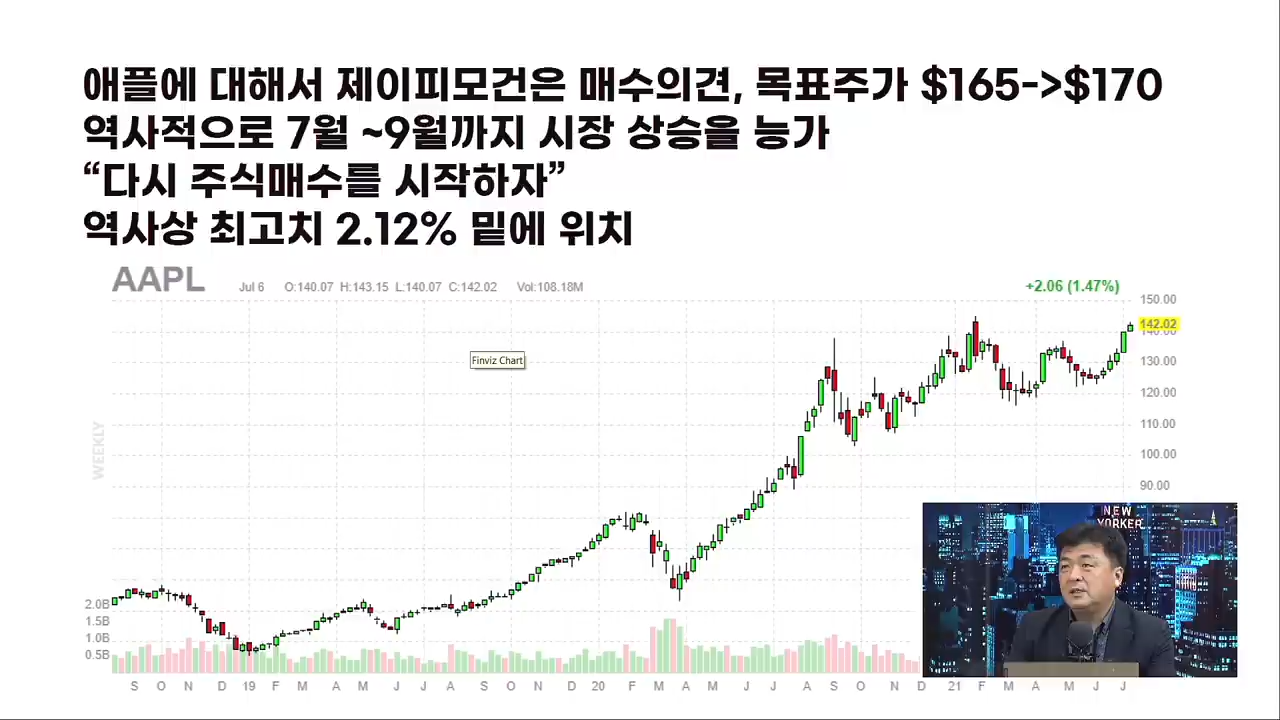 애플에 대해서 제이피모건은 매수의견, 목표주가 $165->$170
역사적으로 7월 ~9월까지 시장 상승을 능가
“다시 주식매수를 시작하자”
역사상 최고치 2.12% 밑에 위치
AAPL Jul 6 O:140.07 H:143.15 L:140.07 C:142.02 Vol:108.18M +2.06 (1.47%)
150.00
142.02
140.00
130.00
Finviz Chart
120.00
110.00
WEEKLY
100.00
90.00
NEW
YORKER
2.0B
1.5B
1.0B
0.5B
S O N D 19 F M A M J J A S O N D 20 F M A M J J A S O N D 21 F M A M J J